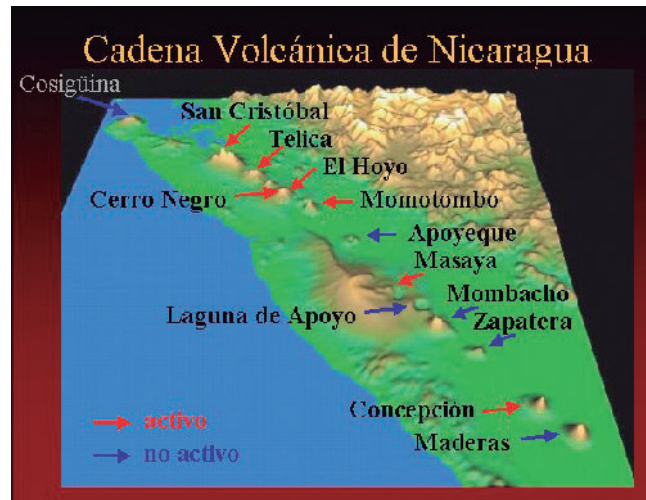 Cadena Volcánica de Nicaragua
Cosigüina
San Cristóbal
Telica
El Hoyo
Cerro Negro
Momotombo
Apoyeque
Masaya
Mombacho
Laguna de Apoyo
Zapatera
Concepción
Maderas
activo
no activo